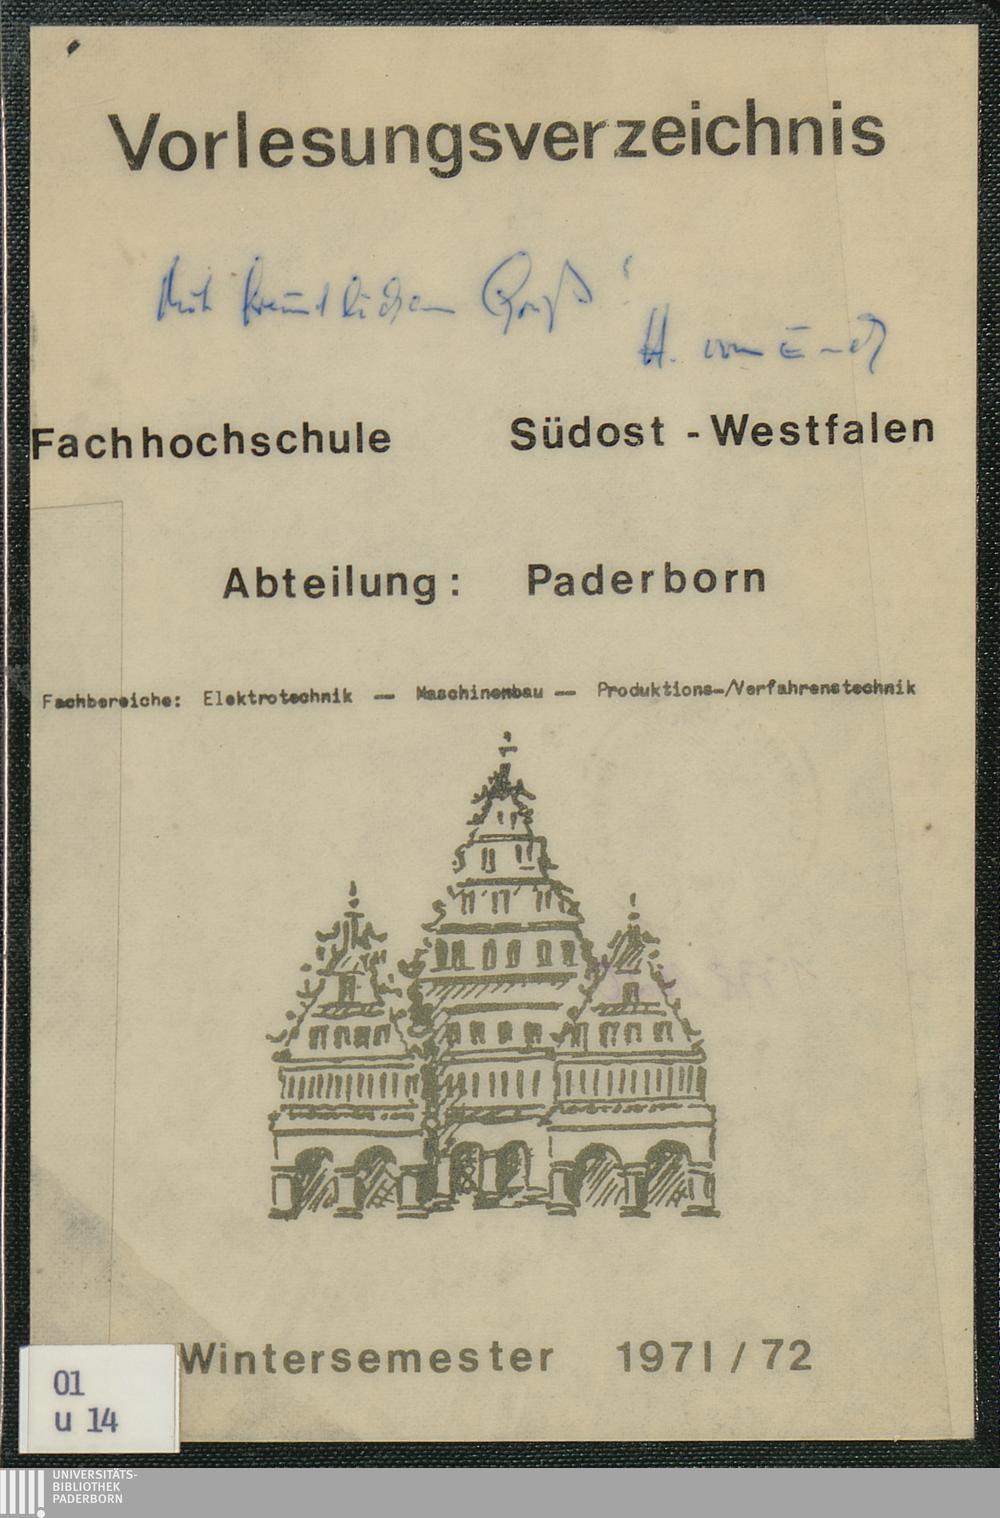 Vorlesungsverzeichnis
Mit freundlichem Gruß!
H. vom
Fachhochschule Südost - Westfalen
Abteilung: Paderborn
Fachbereiche: Elektrotechnik — Maschinenbau — Produktions-/Verfahrenstechnik
Wintersemester 1971/72
01
u 14
UNIVERSITÄTS-
BIBLIOTHEK
PADERBORN